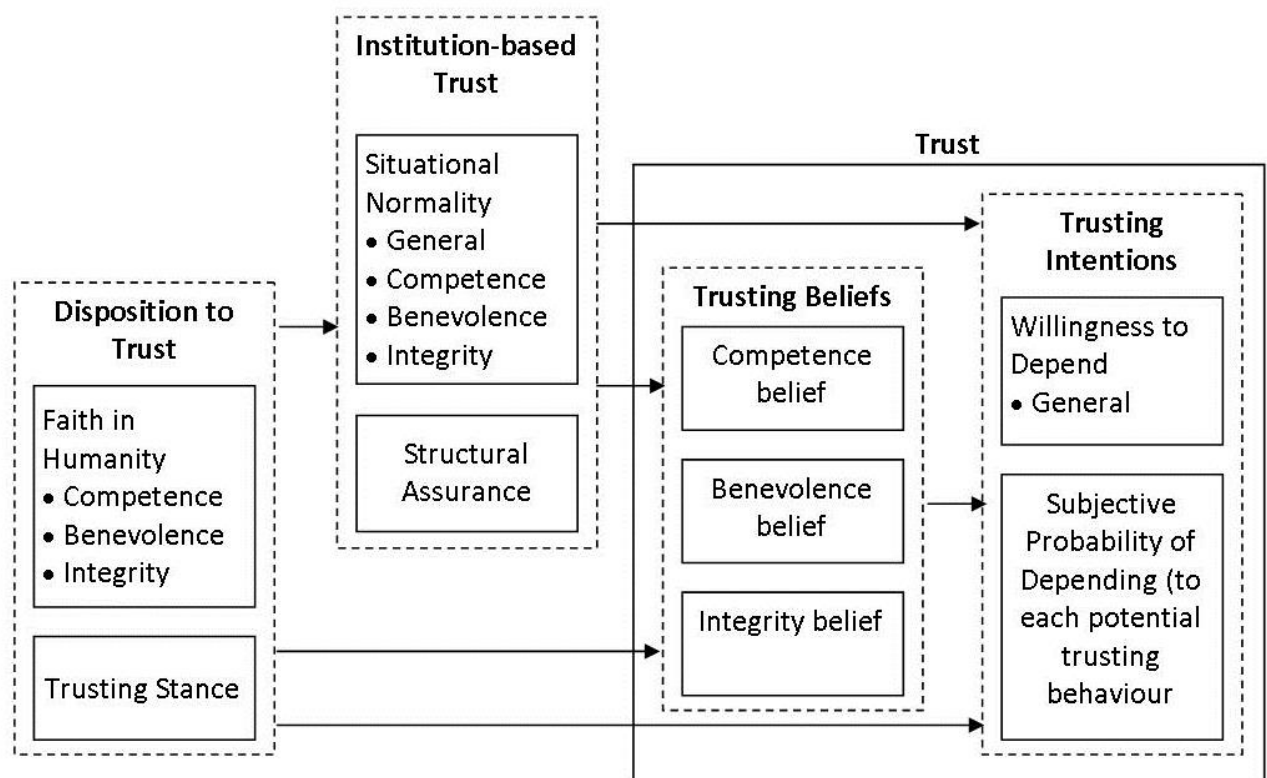 Institution-based
Trust
Situational
Normality
• General
• Competence
• Benevolence
• Integrity
Structural
Assurance
Disposition to
Trust
Faith in
Humanity
• Competence
• Benevolence
• Integrity
Trusting Stance
Trust
Trusting Beliefs
Competence
belief
Benevolence
belief
Integrity belief
Trusting
Intentions
Willingness to
Depend
• General
Subjective
Probability of
Depending (to
each potential
trusting
behaviour